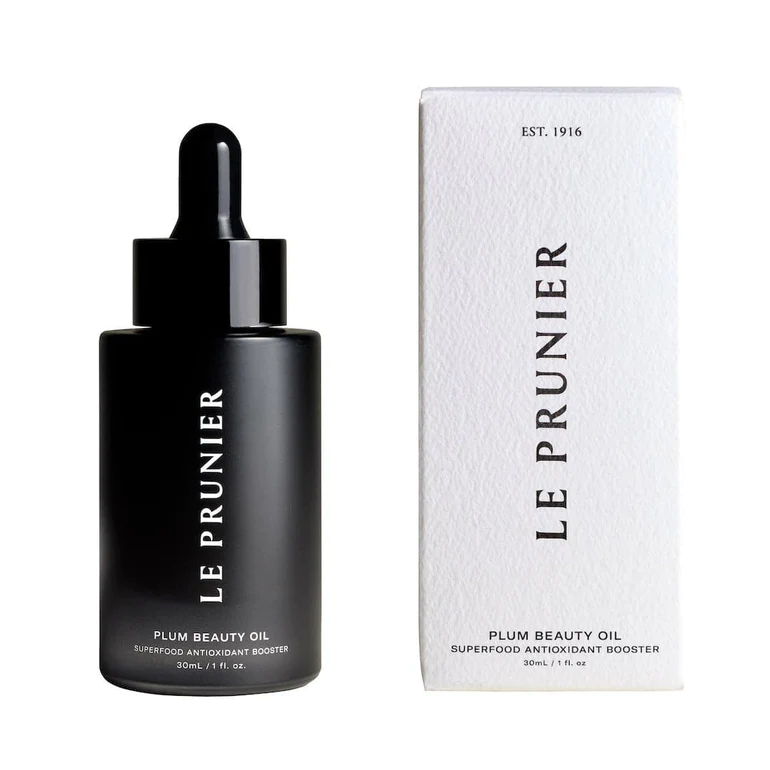 LE PRUNIER
PLUM BEAUTY OIL
SUPERFOOD ANTIOXIDANT BOOSTER
30mL / 1 fl. oz.
EST. 1916
LE PRUNIER
PLUM BEAUTY OIL
SUPERFOOD ANTIOXIDANT BOOSTER
30mL / 1 fl. oz.